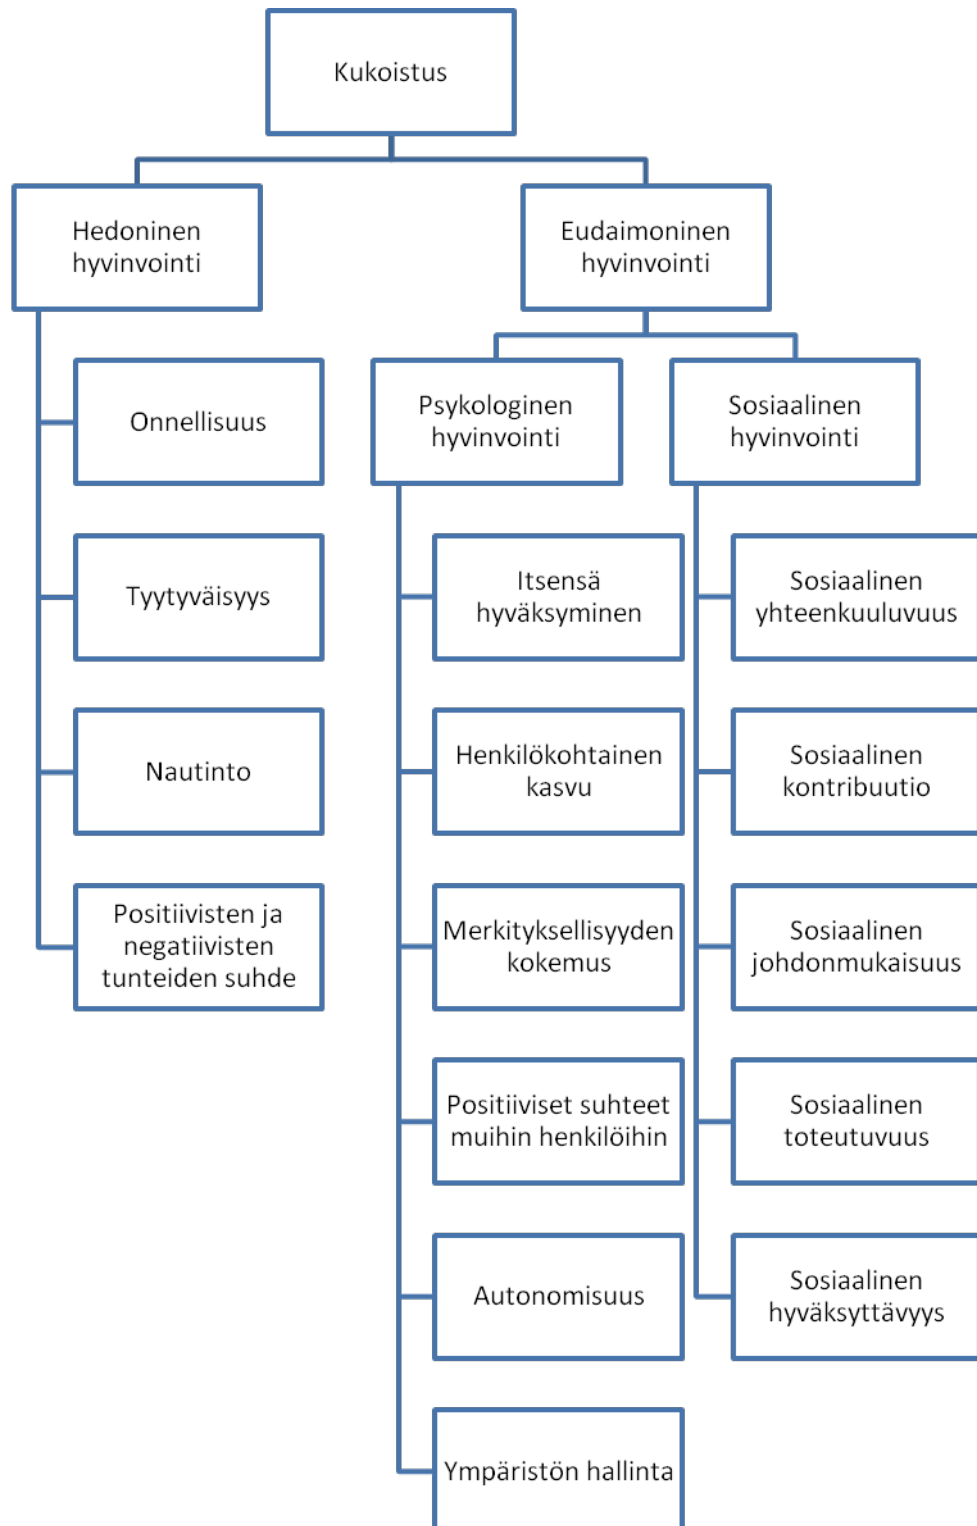 Kukoistus
Hedoninen
hyvinvointi
Eudaimoninen
hyvinvointi
Onnellisuus
Tyytyväisyys
Nautinto
Positiivisten ja
negatiivisten
tunteiden suhde
Psykologinen
hyvinvointi
Itsensä
hyväksyminen
Henkilökohtainen
kasvu
Merkityksellisyyden
kokemus
Positiiviset suhteet
muihin henkilöihin
Autonomisuus
Ympäristön hallinta
Sosiaalinen
hyvinvointi
Sosiaalinen
yhteenkuuluvuus
Sosiaalinen
kontribuutio
Sosiaalinen
johdonmukaisuus
Sosiaalinen
toteutuvuus
Sosiaalinen
hyväksyttävyys